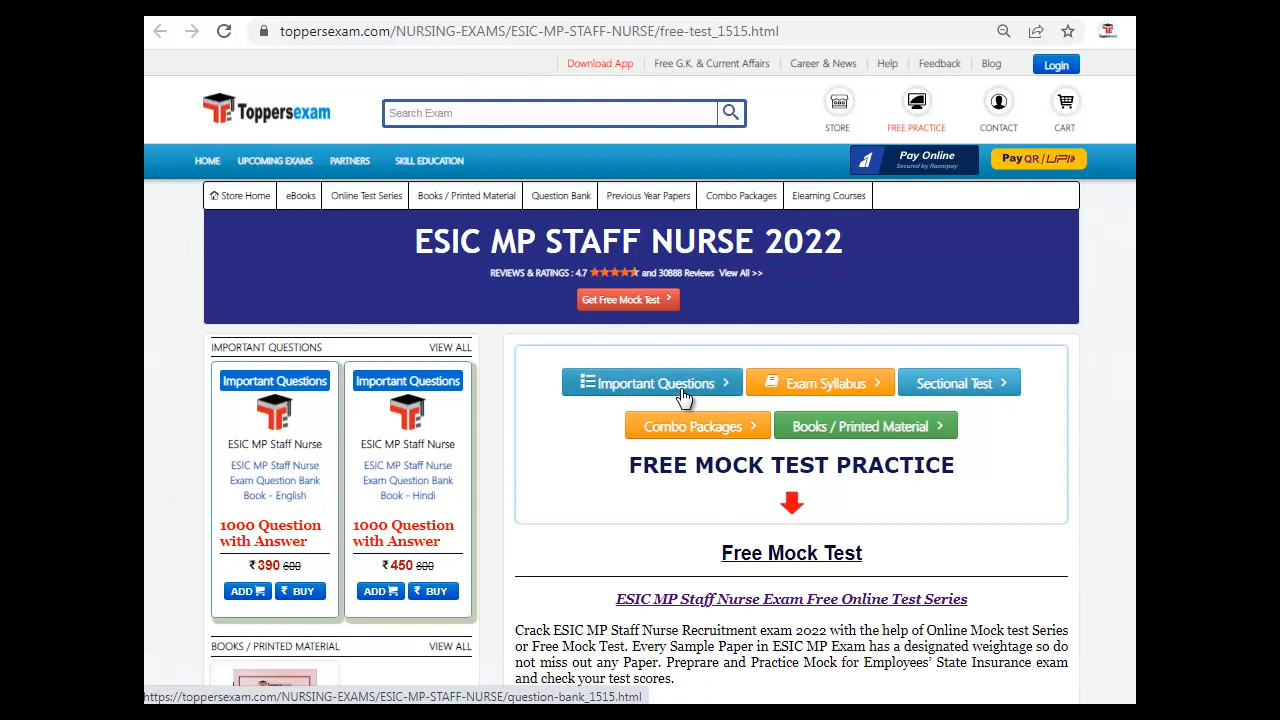 toppersexam.com/NURSING-EXAMS/ESIC-MP-STAFF-NURSE/free-test_1515.html
Download App Free G.K. & Current Affairs Career & News Help Feedback Blog Login
Toppersexam
Search Exam
STORE FREE PRACTICE CONTACT CART
HOME UPCOMING EXAMS PARTNERS SKILL EDUCATION
Pay Online
Secured by Razorpay
Pay QR / UPI
Store Home eBooks Online Test Series Books / Printed Material Question Bank Previous Year Papers Combo Packages Elearning Courses
ESIC MP STAFF NURSE 2022
REVIEWS & RATINGS : 4.7 and 30888 Reviews View All >>
Get Free Mock Test
IMPORTANT QUESTIONS VIEW ALL
Important Questions
ESIC MP Staff Nurse
ESIC MP Staff Nurse
Exam Question Bank
Book - English
1000 Question
with Answer
₹ 390 600
ADD ₹ BUY
Important Questions
ESIC MP Staff Nurse
ESIC MP Staff Nurse
Exam Question Bank
Book - Hindi
1000 Question
with Answer
₹ 450 600
ADD ₹ BUY
BOOKS / PRINTED MATERIAL VIEW ALL
Important Questions Exam Syllabus Sectional Test
Combo Packages Books / Printed Material
FREE MOCK TEST PRACTICE
Free Mock Test
ESIC MP Staff Nurse Exam Free Online Test Series
Crack ESIC MP Staff Nurse Recruitment exam 2022 with the help of Online Mock test Series
or Free Mock Test. Every Sample Paper in ESIC MP Exam has a designated weightage so do
not miss out any Paper. Preprare and Practice Mock for Employees’ State Insurance exam
and check your test scores.
https://toppersexam.com/NURSING-EXAMS/ESIC-MP-STAFF-NURSE/question-bank_1515.html